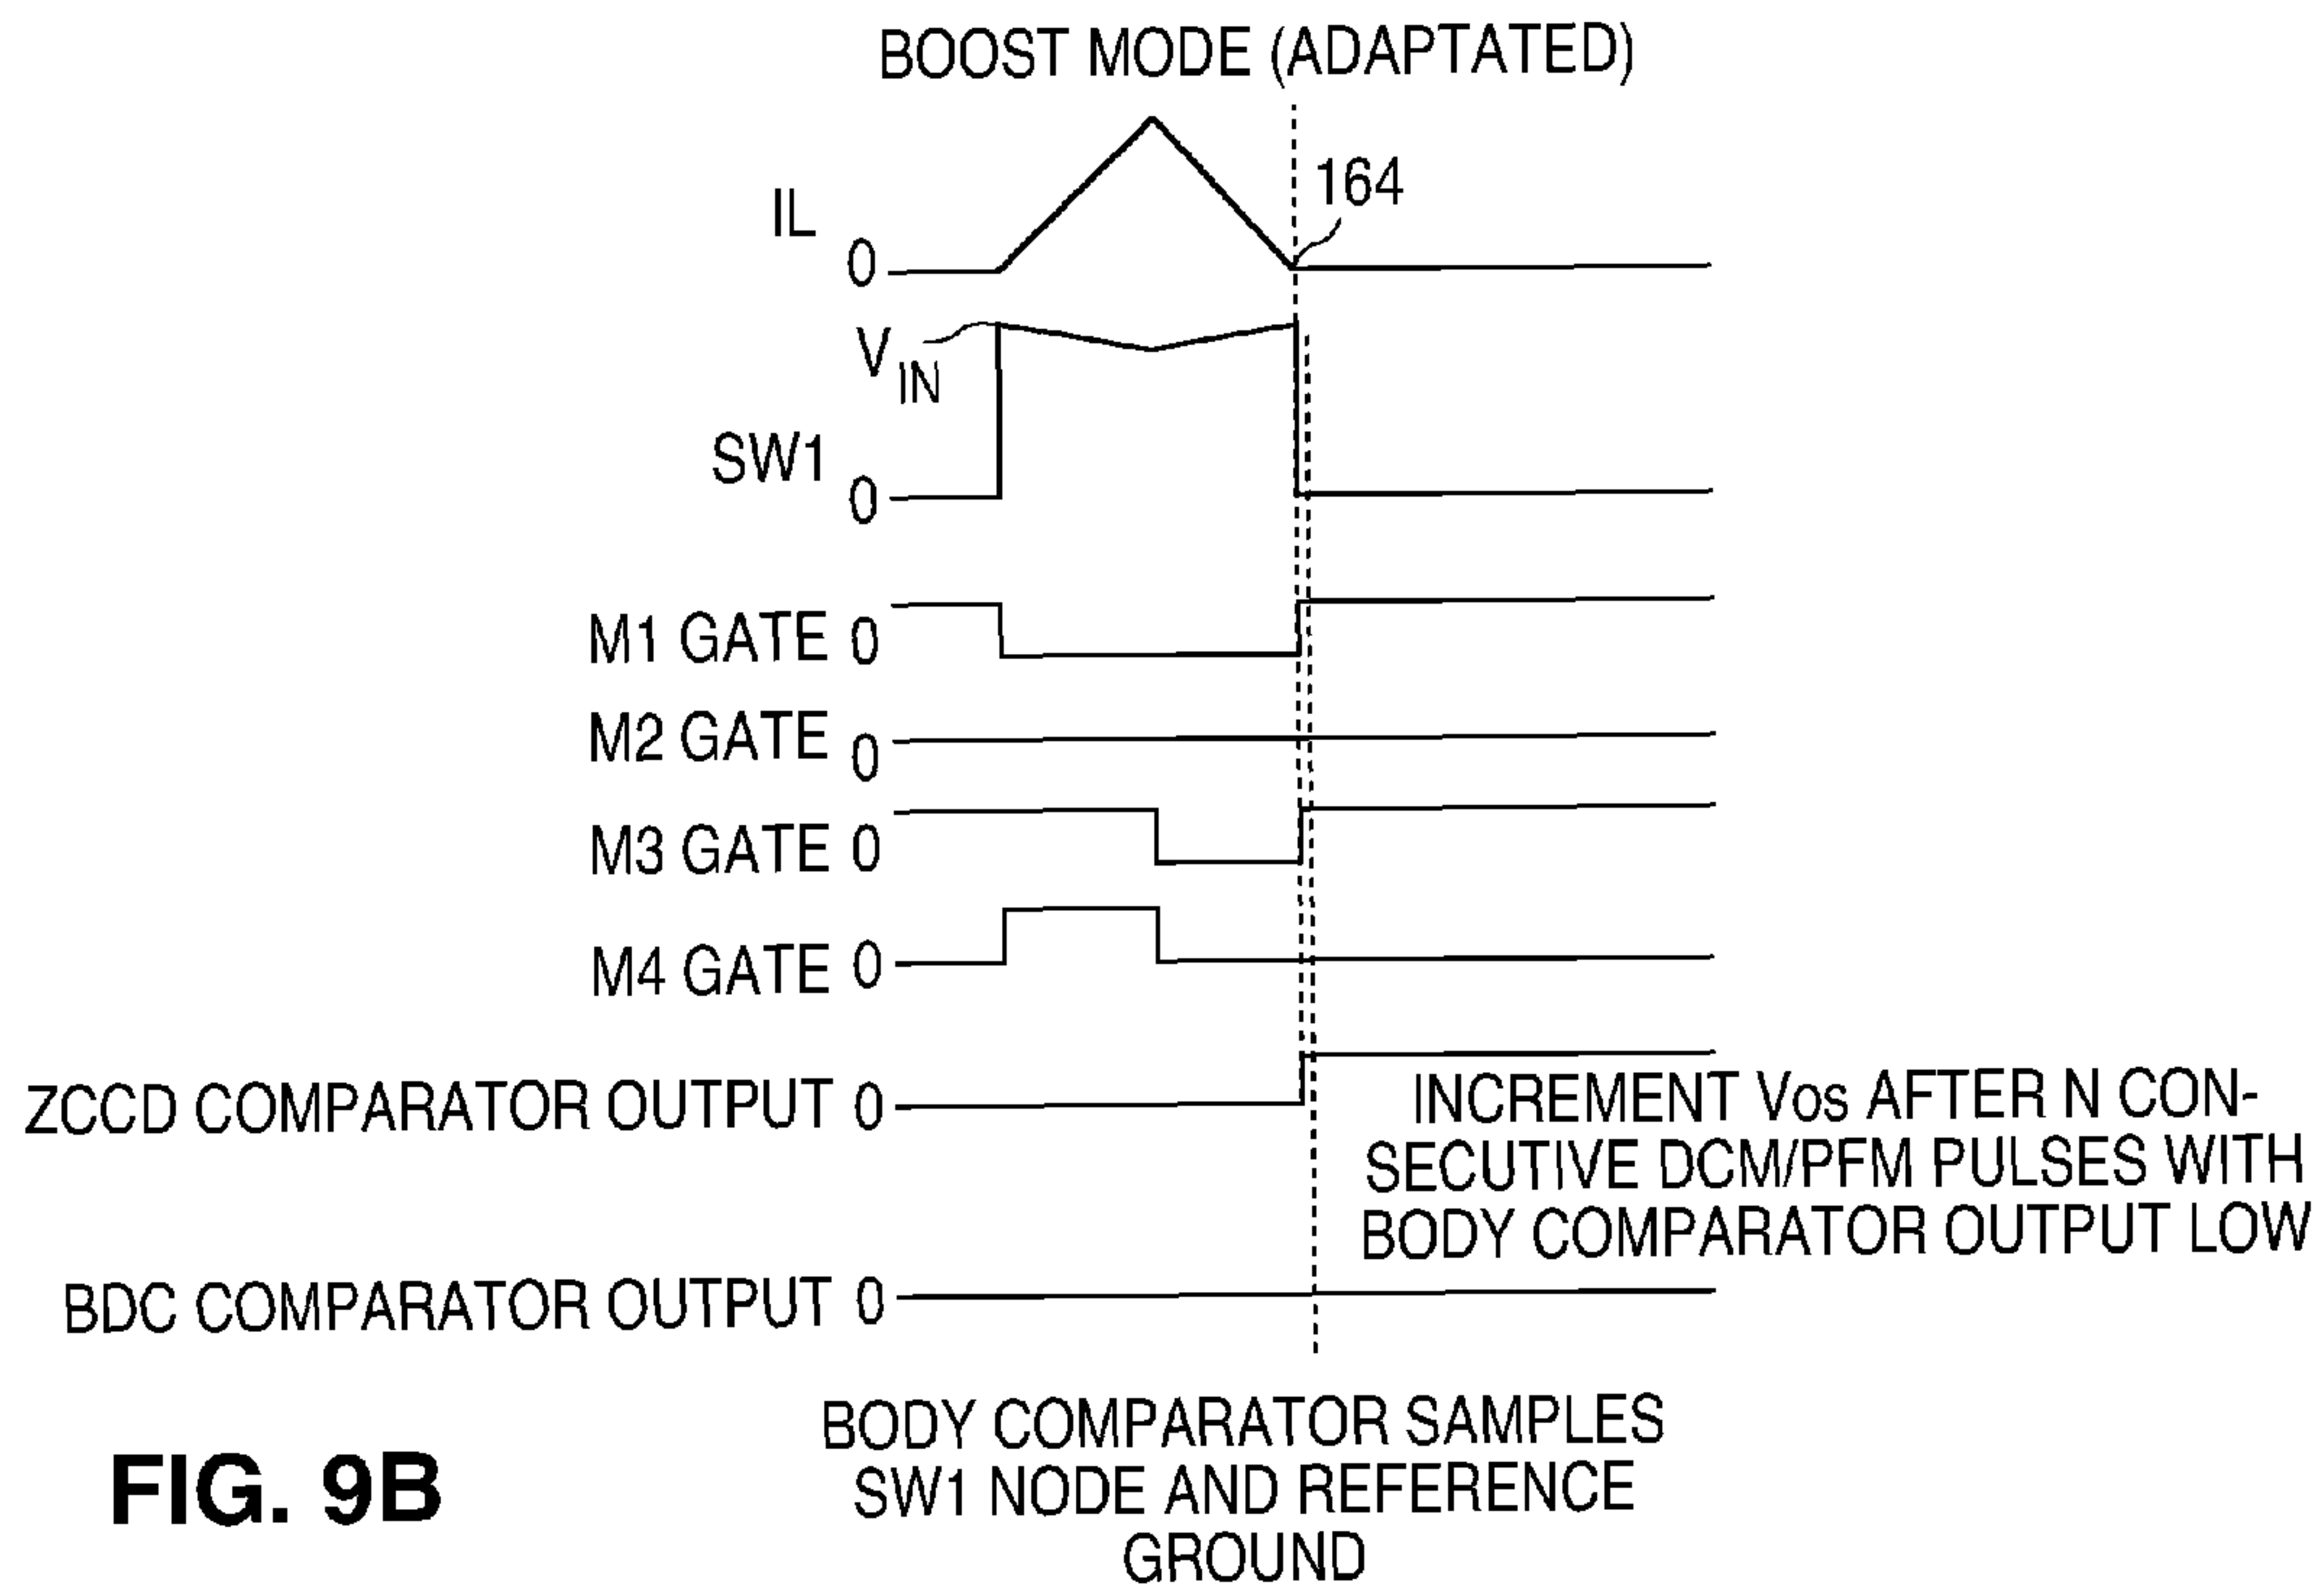 BOOST MODE (ADAPTATED)
164
IL 0
VIN
SW1 0
M1 GATE 0
M2 GATE 0
M3 GATE 0
M4 GATE 0
ZCCD COMPARATOR OUTPUT 0
INCREMENT VOS AFTER N CON-
SECUTIVE DCM/PFM PULSES WITH
BODY COMPARATOR OUTPUT LOW
BDC COMPARATOR OUTPUT 0
BODY COMPARATOR SAMPLES
SW1 NODE AND REFERENCE
GROUND
FIG. 9B